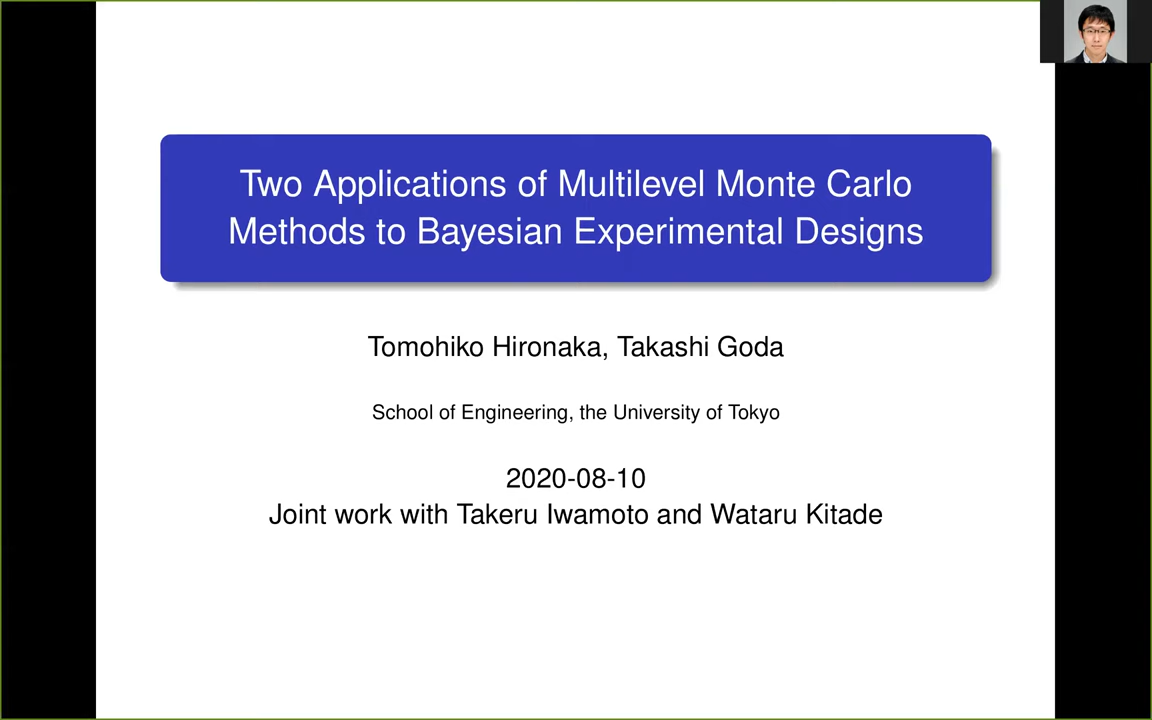 Two Applications of Multilevel Monte Carlo
Methods to Bayesian Experimental Designs
Tomohiko Hironaka, Takashi Goda
School of Engineering, the University of Tokyo
2020-08-10
Joint work with Takeru Iwamoto and Wataru Kitade